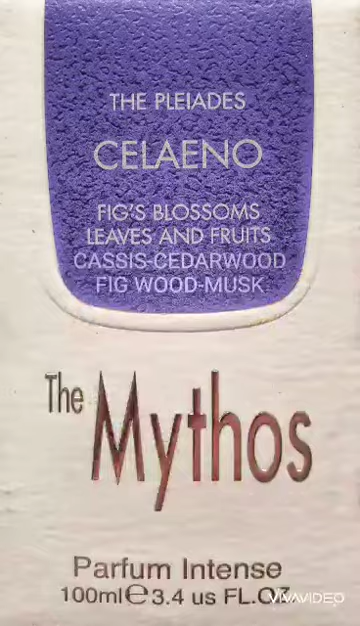 THE PLEIADES
CELAENO
FIG'S BLOSSOMS
LEAVES AND FRUITS
CASSIS-CEDARWOOD
FIG WOOD-MUSK
The Mythos
Parfum Intense
100ml℮3.4 us FL.OZ
VIVAVIDEO